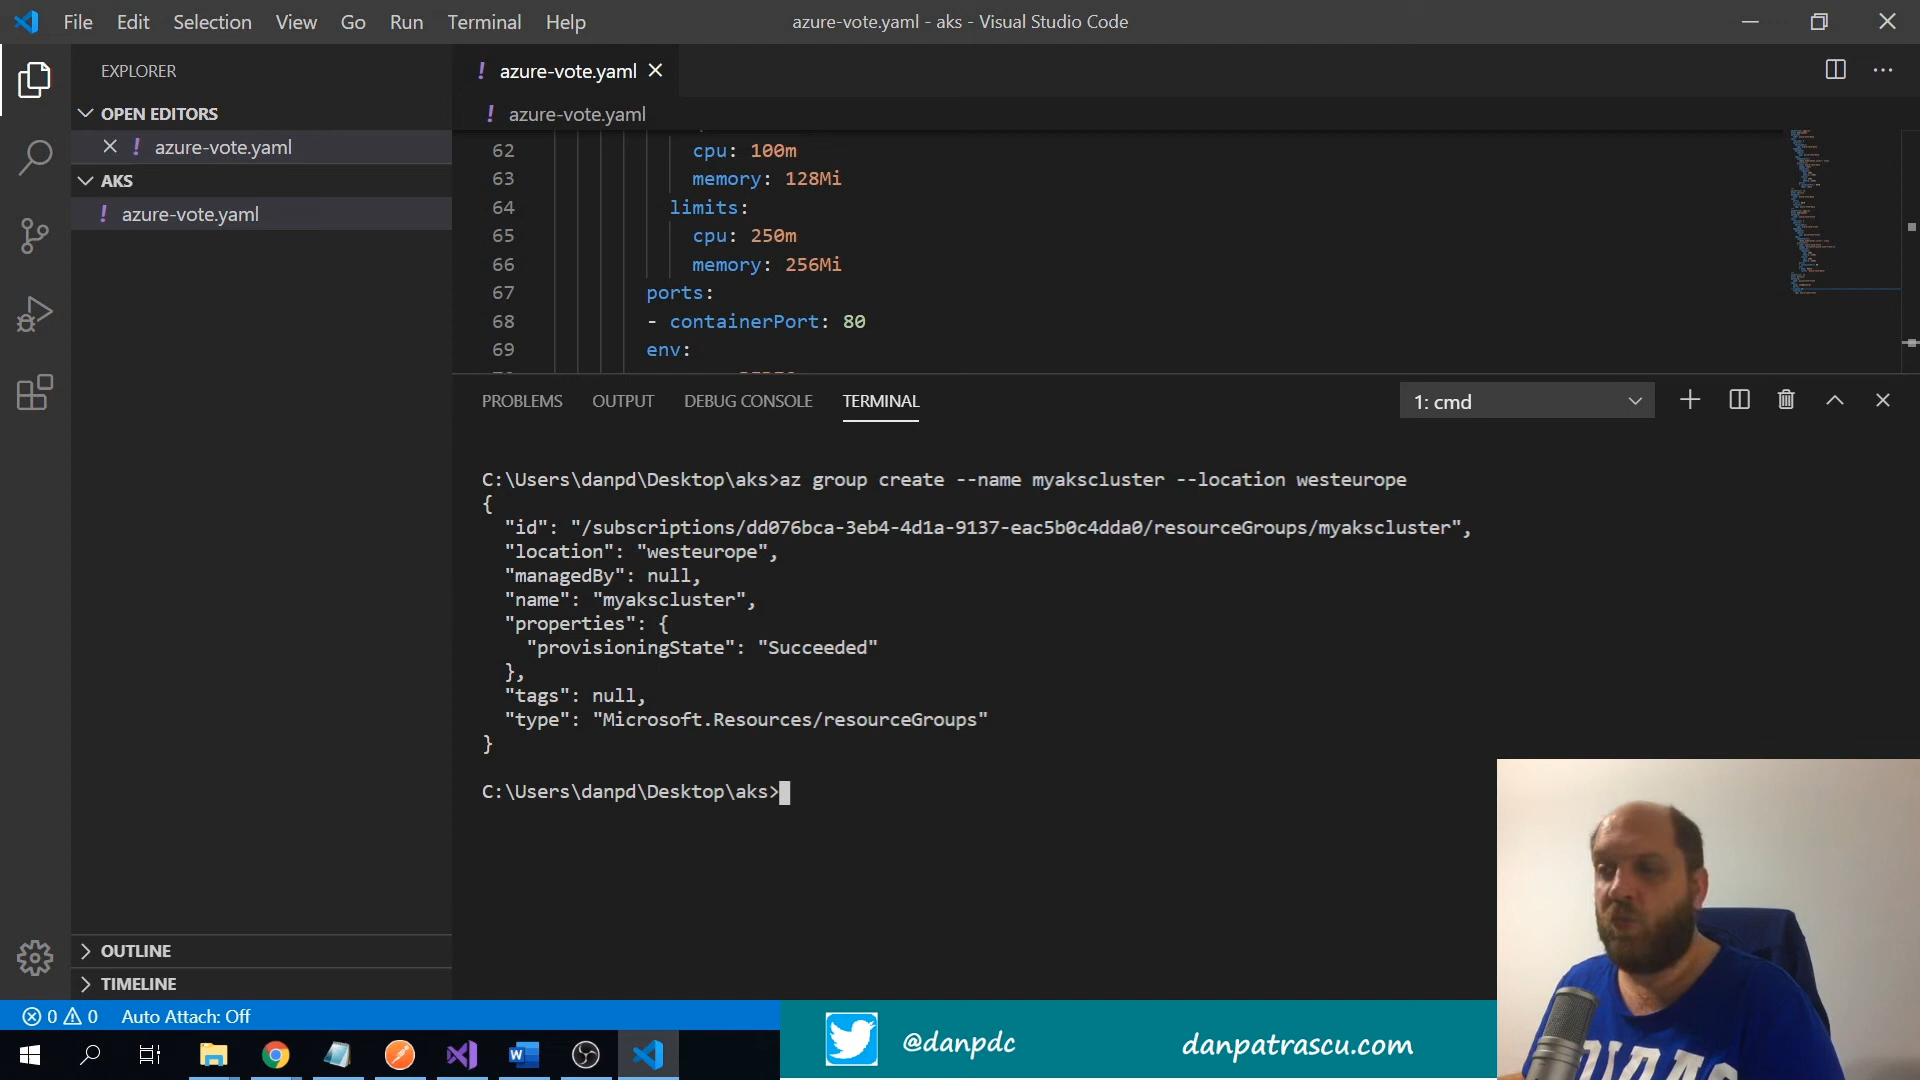 File Edit Selection View Go Run Terminal Help
azure-vote.yaml - aks - Visual Studio Code
EXPLORER
OPEN EDITORS
! azure-vote.yaml
AKS
! azure-vote.yaml
OUTLINE
TIMELINE
! azure-vote.yaml
! azure-vote.yaml
62 cpu: 100m
63 memory: 128Mi
64 limits:
65 cpu: 250m
66 memory: 256Mi
67 ports:
68 - containerPort: 80
69 env:
PROBLEMS OUTPUT DEBUG CONSOLE TERMINAL
1: cmd
C:\Users\danpd\Desktop\aks>az group create --name myakscluster --location westeurope
{
"id": "/subscriptions/dd076bca-3eb4-4d1a-9137-eac5b0c4dda0/resourceGroups/myakscluster",
"location": "westeurope",
"managedBy": null,
"name": "myakscluster",
"properties": {
"provisioningState": "Succeeded"
},
"tags": null,
"type": "Microsoft.Resources/resourceGroups"
}
C:\Users\danpd\Desktop\aks>
0 0 Auto Attach: Off
@danpdc
danpatrascu.com